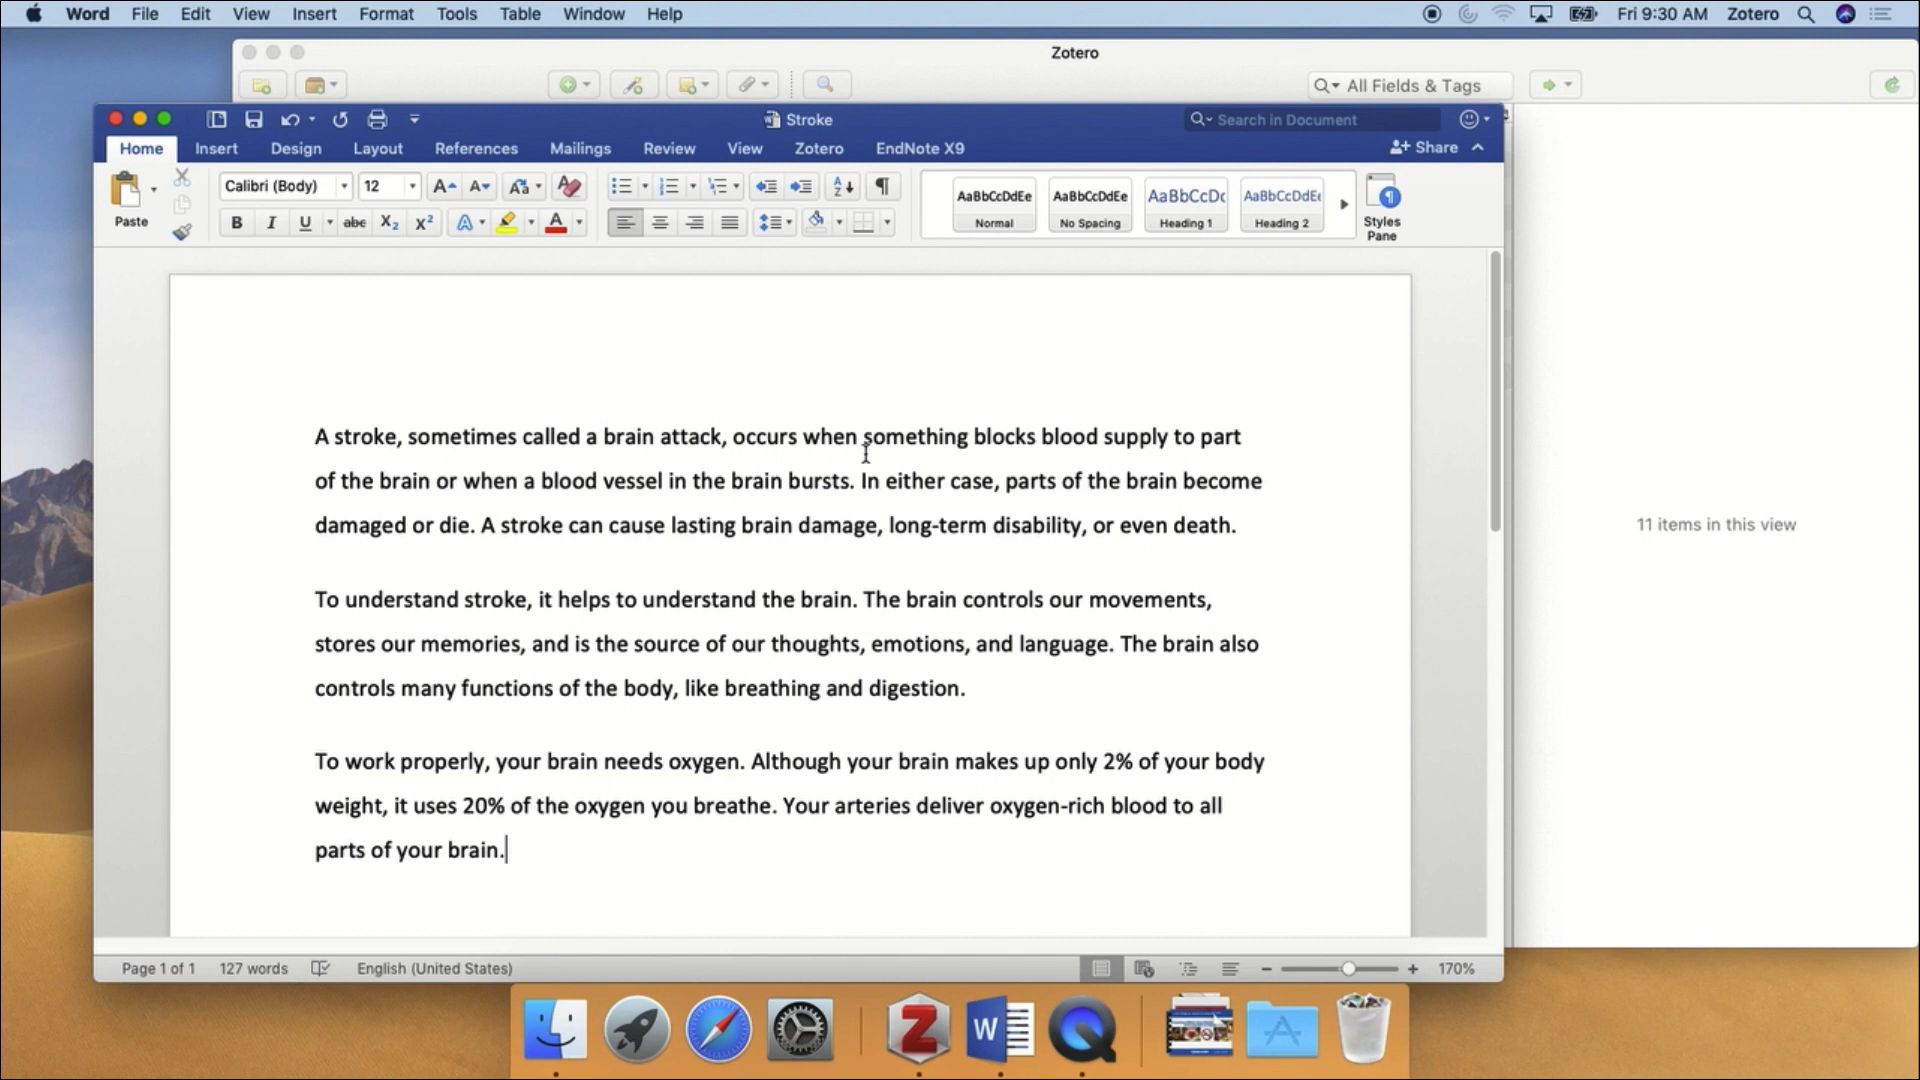 Word File Edit View Insert Format Tools Table Window Help Fri 9:30 AM Zotero
Zotero
All Fields & Tags
Stroke
Search in Document
Home Insert Design Layout References Mailings Review View Zotero EndNote X9 Share
Calibri (Body) 12
AaBbCcDdEe AaBbCcDdEe AaBbCcDc AaBbCcDdEe
Paste
Normal No Spacing Heading 1 Heading 2
Styles
Pane
B I U abc X2 X2 A A
A stroke, sometimes called a brain attack, occurs when something blocks blood supply to part
of the brain or when a blood vessel in the brain bursts. In either case, parts of the brain become
damaged or die. A stroke can cause lasting brain damage, long-term disability, or even death.
To understand stroke, it helps to understand the brain. The brain controls our movements,
stores our memories, and is the source of our thoughts, emotions, and language. The brain also
controls many functions of the body, like breathing and digestion.
To work properly, your brain needs oxygen. Although your brain makes up only 2% of your body
weight, it uses 20% of the oxygen you breathe. Your arteries deliver oxygen-rich blood to all
parts of your brain.
11 items in this view
Page 1 of 1 127 words English (United States) 170%
Z W